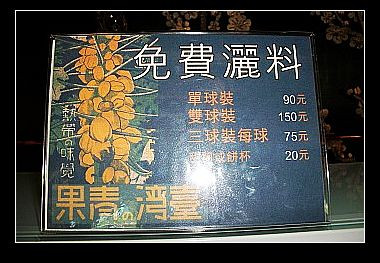 免費灑料
單球裝 90元
雙球裝 150元
三球裝每球 75元
餅杯 20元
熱帶の味覺
臺灣の青果